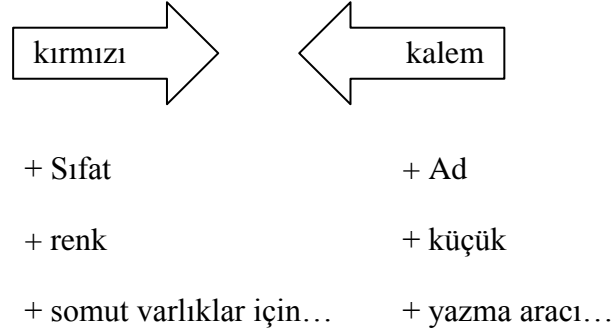 kırmızı kalem
+ Sıfat + Ad
+ renk + küçük
+ somut varlıklar için… + yazma aracı…